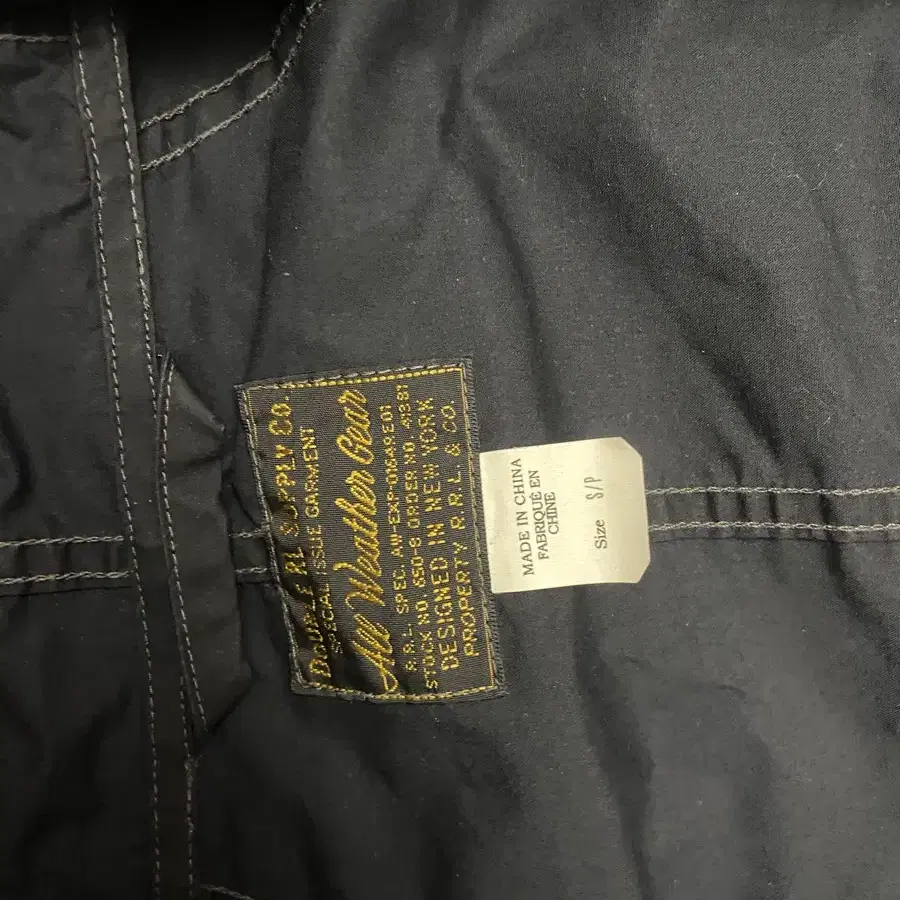 DOUBLE RL SUPPLY CO.
SPECIAL ISSUE GARMENT
All Weather Gear
R.R.L. SPEC. AW-EXP-0164RE01
STOCK NO 650-8 ORDER NO. 41381
DESIGNED IN NEW YORK
PROPERTY R.R.L. & CO.
MADE IN CHINA
FABRIQUÉ EN
CHINE
Size S/P